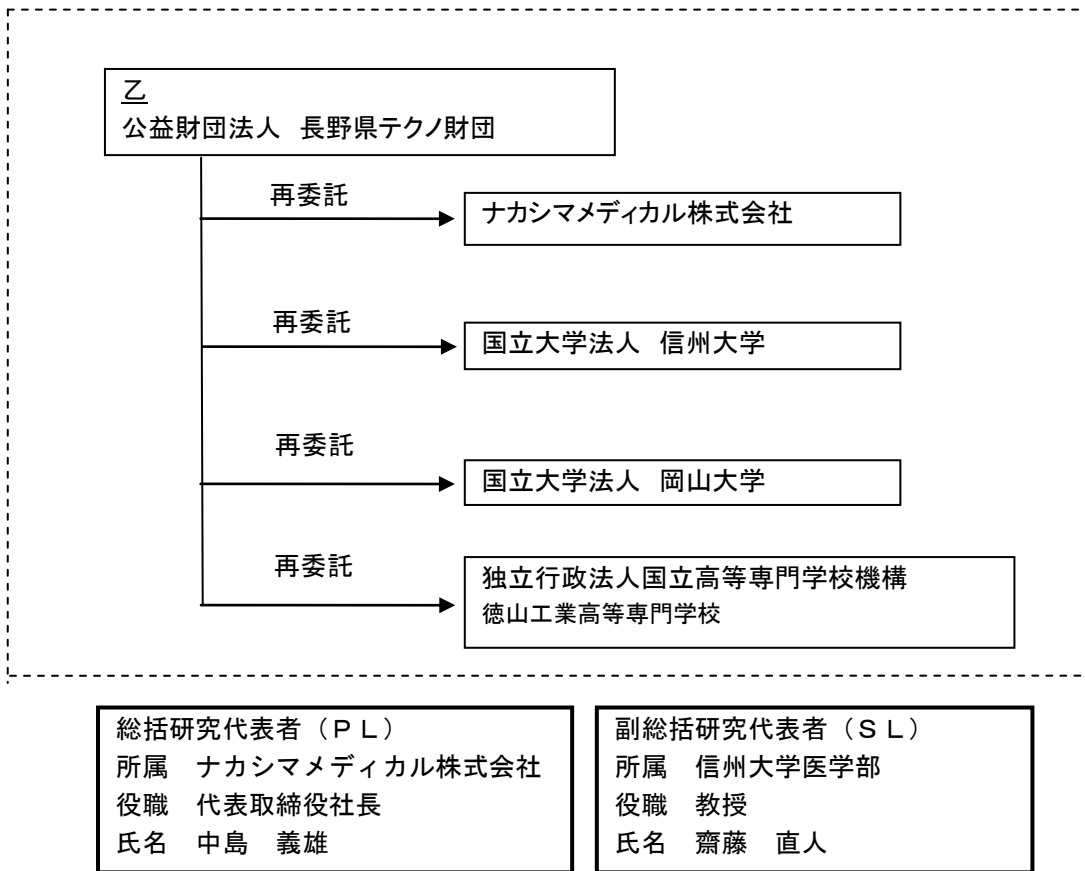 乙
公益財団法人　長野県テクノ財団
再委託
ナカシマメディカル株式会社
再委託
国立大学法人　信州大学
再委託
国立大学法人　岡山大学
再委託
独立行政法人国立高等専門学校機構
徳山工業高等専門学校
総括研究代表者（ＰＬ）
所属　ナカシマメディカル株式会社
役職　代表取締役社長
氏名　中島　義雄
副総括研究代表者（ＳＬ）
所属　信州大学医学部
役職　教授
氏名　齋藤　直人